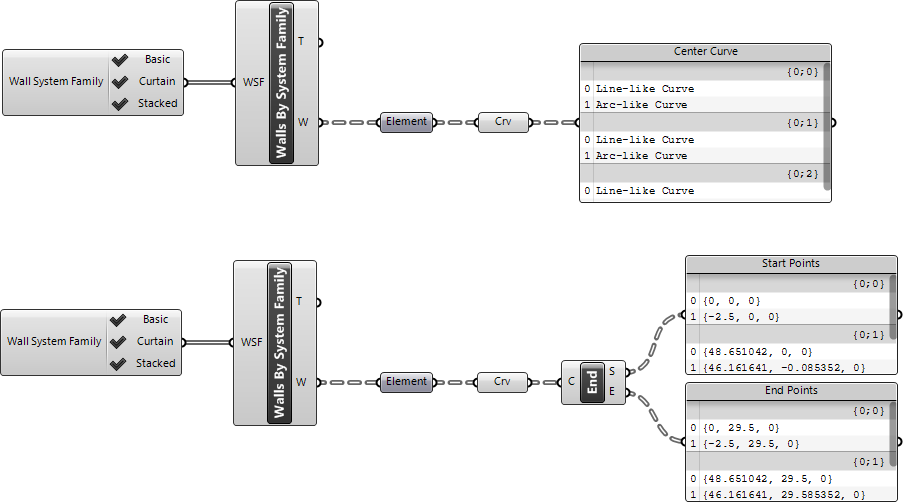 Wall System Family
Basic
Curtain
Stacked
WSF
Walls By System Family
T
W
Element
Crv
Center Curve
{0;0}
0 Line-like Curve
1 Arc-like Curve
{0;1}
0 Line-like Curve
1 Arc-like Curve
{0;2}
0 Line-like Curve
Wall System Family
Basic
Curtain
Stacked
WSF
Walls By System Family
T
W
Element
Crv
C
End
S
E
Start Points
{0;0}
0 {0, 0, 0}
1 {-2.5, 0, 0}
{0;1}
0 {48.651042, 0, 0}
1 {46.161641, -0.085352, 0}
End Points
{0;0}
0 {0, 29.5, 0}
1 {-2.5, 29.5, 0}
{0;1}
0 {48.651042, 29.5, 0}
1 {46.161641, 29.585352, 0}